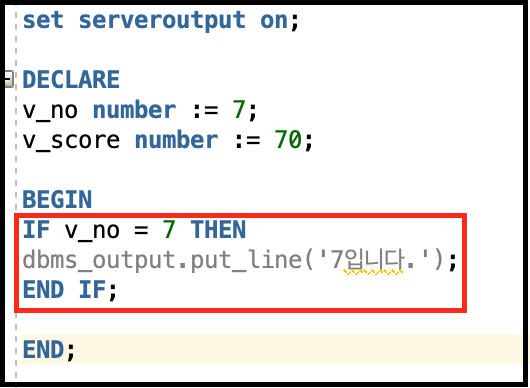 set serveroutput on;
DECLARE
v_no number := 7;
v_score number := 70;
BEGIN
IF v_no = 7 THEN
dbms_output.put_line('7입니다.');
END IF;
END;